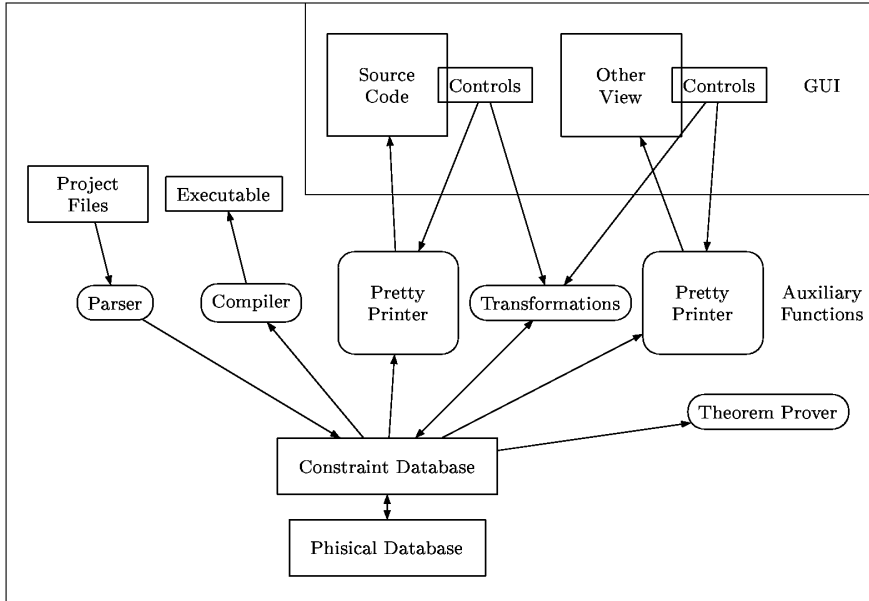 Source
Code
Controls
Other
View
Controls
GUI
Project
Files
Executable
Parser
Compiler
Pretty
Printer
Transformations
Pretty
Printer
Auxiliary
Functions
Theorem Prover
Constraint Database
Phisical Database